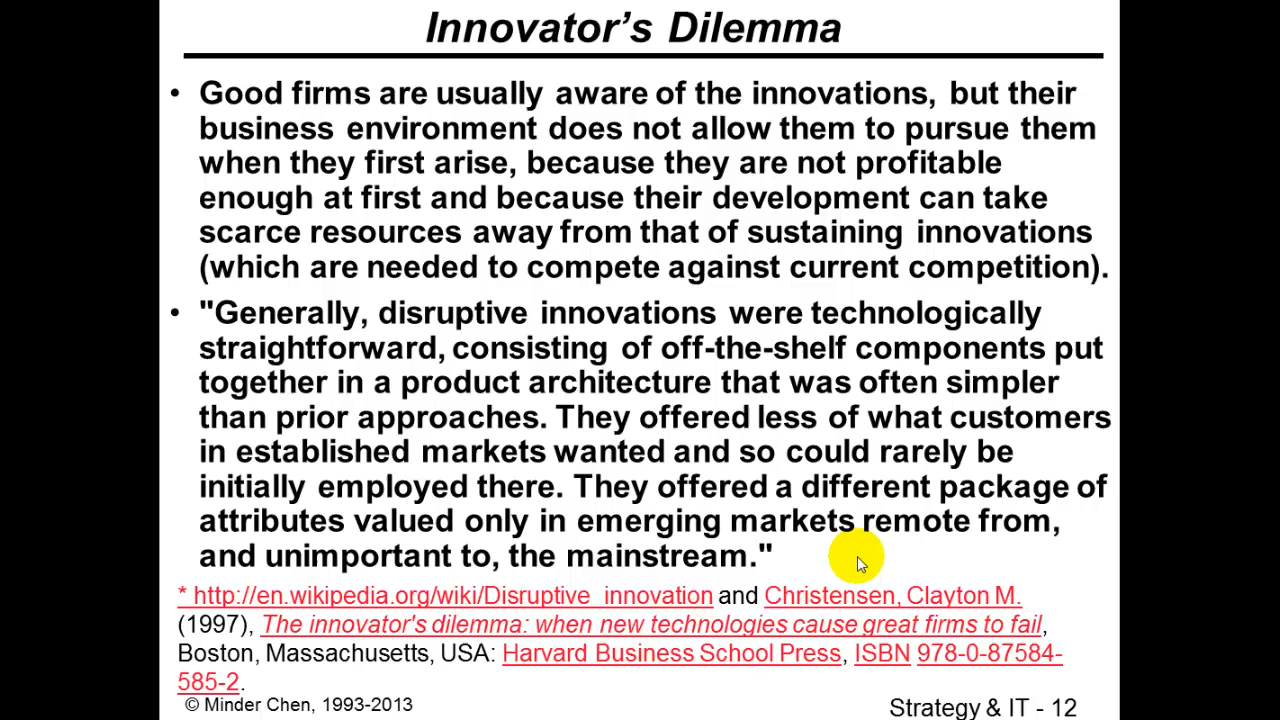 Innovator's Dilemma
• Good firms are usually aware of the innovations, but their
business environment does not allow them to pursue them
when they first arise, because they are not profitable
enough at first and because their development can take
scarce resources away from that of sustaining innovations
(which are needed to compete against current competition).
• "Generally, disruptive innovations were technologically
straightforward, consisting of off-the-shelf components put
together in a product architecture that was often simpler
than prior approaches. They offered less of what customers
in established markets wanted and so could rarely be
initially employed there. They offered a different package of
attributes valued only in emerging markets remote from,
and unimportant to, the mainstream."
* http://en.wikipedia.org/wiki/Disruptive_innovation and Christensen, Clayton M.
(1997), The innovator's dilemma: when new technologies cause great firms to fail,
Boston, Massachusetts, USA: Harvard Business School Press, ISBN 978-0-87584-
585-2.
© Minder Chen, 1993-2013
Strategy & IT - 12